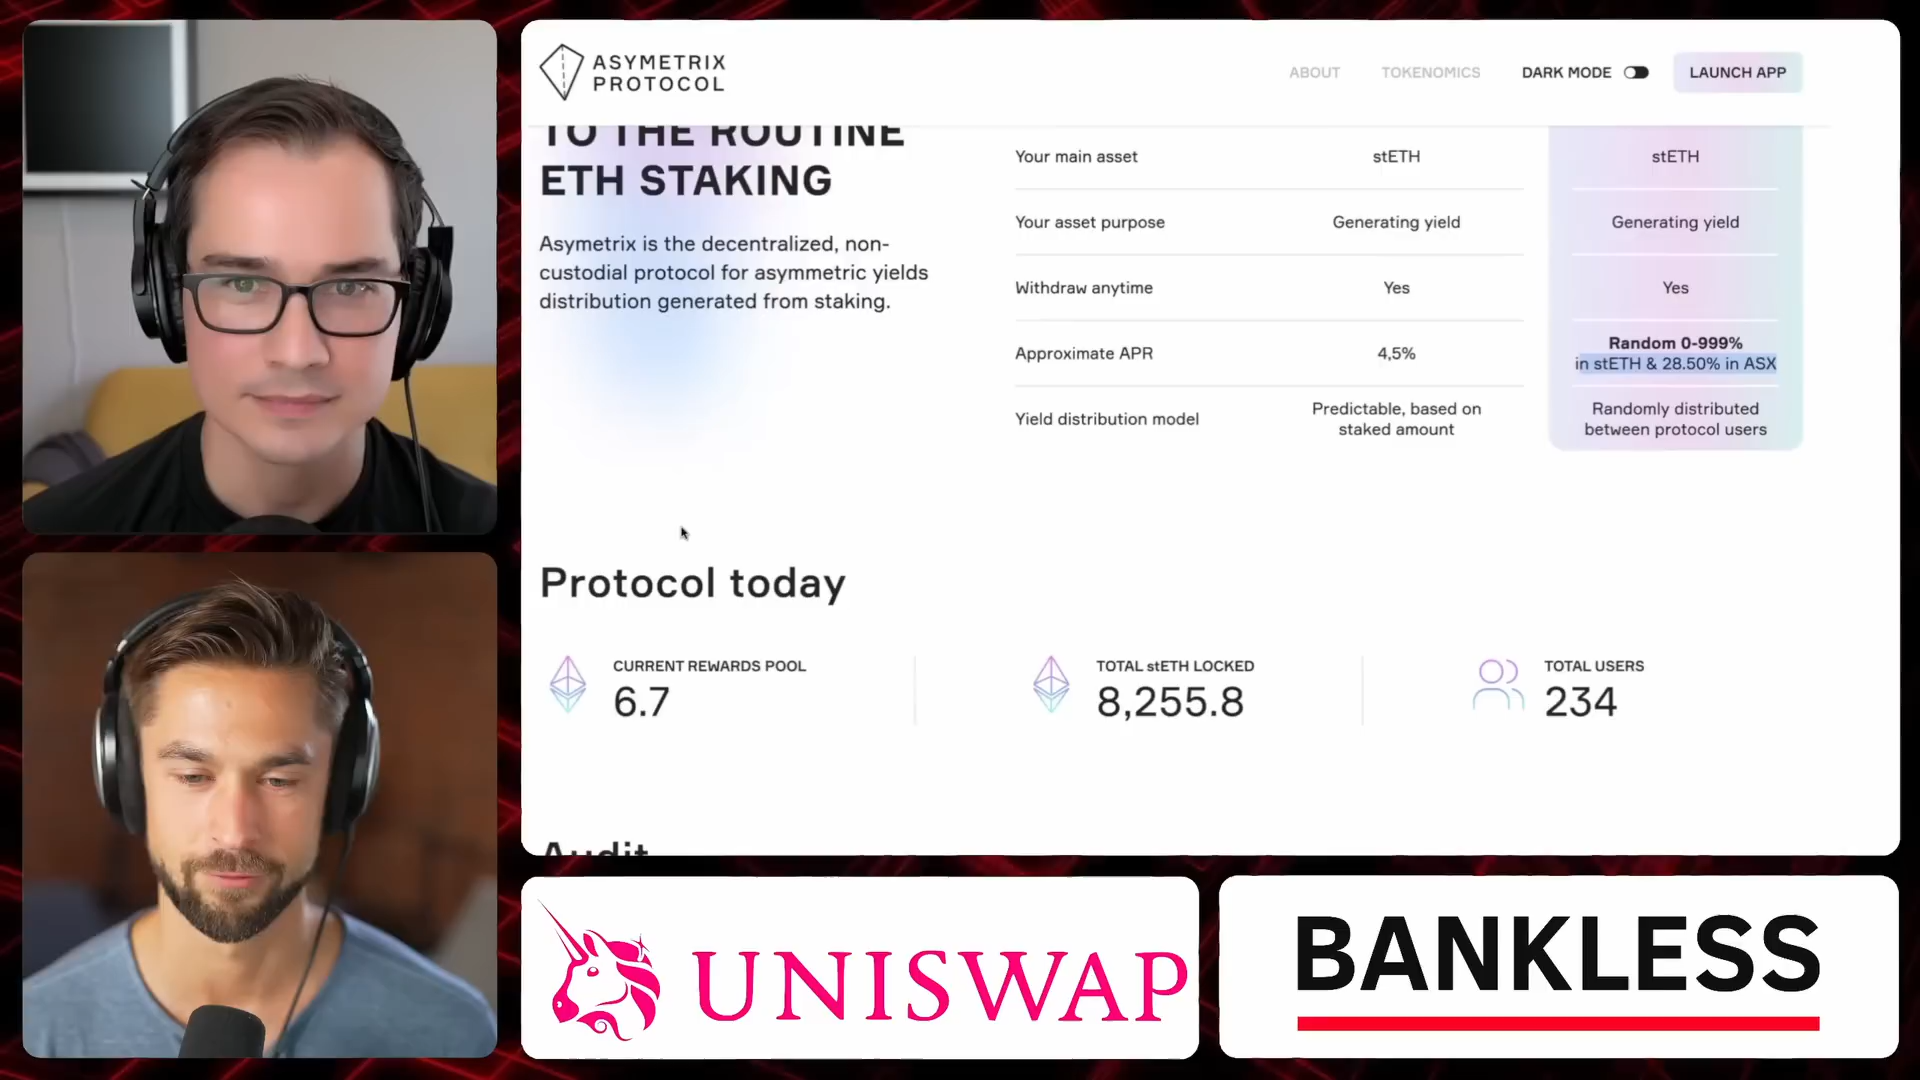 ASYMETRIX
PROTOCOL
ABOUT
TOKENOMICS
DARK MODE
LAUNCH APP
TO THE ROUTINE
ETH STAKING
Asymetrix is the decentralized, non-
custodial protocol for asymmetric yields
distribution generated from staking.
Your main asset
stETH
stETH
Your asset purpose
Generating yield
Generating yield
Withdraw anytime
Yes
Yes
Approximate APR
4,5%
Random 0-999%
in stETH & 28.50% in ASX
Yield distribution model
Predictable, based on
staked amount
Randomly distributed
between protocol users
Protocol today
CURRENT REWARDS POOL
6.7
TOTAL stETH LOCKED
8,255.8
TOTAL USERS
234
Audit
UNISWAP
BANKLESS